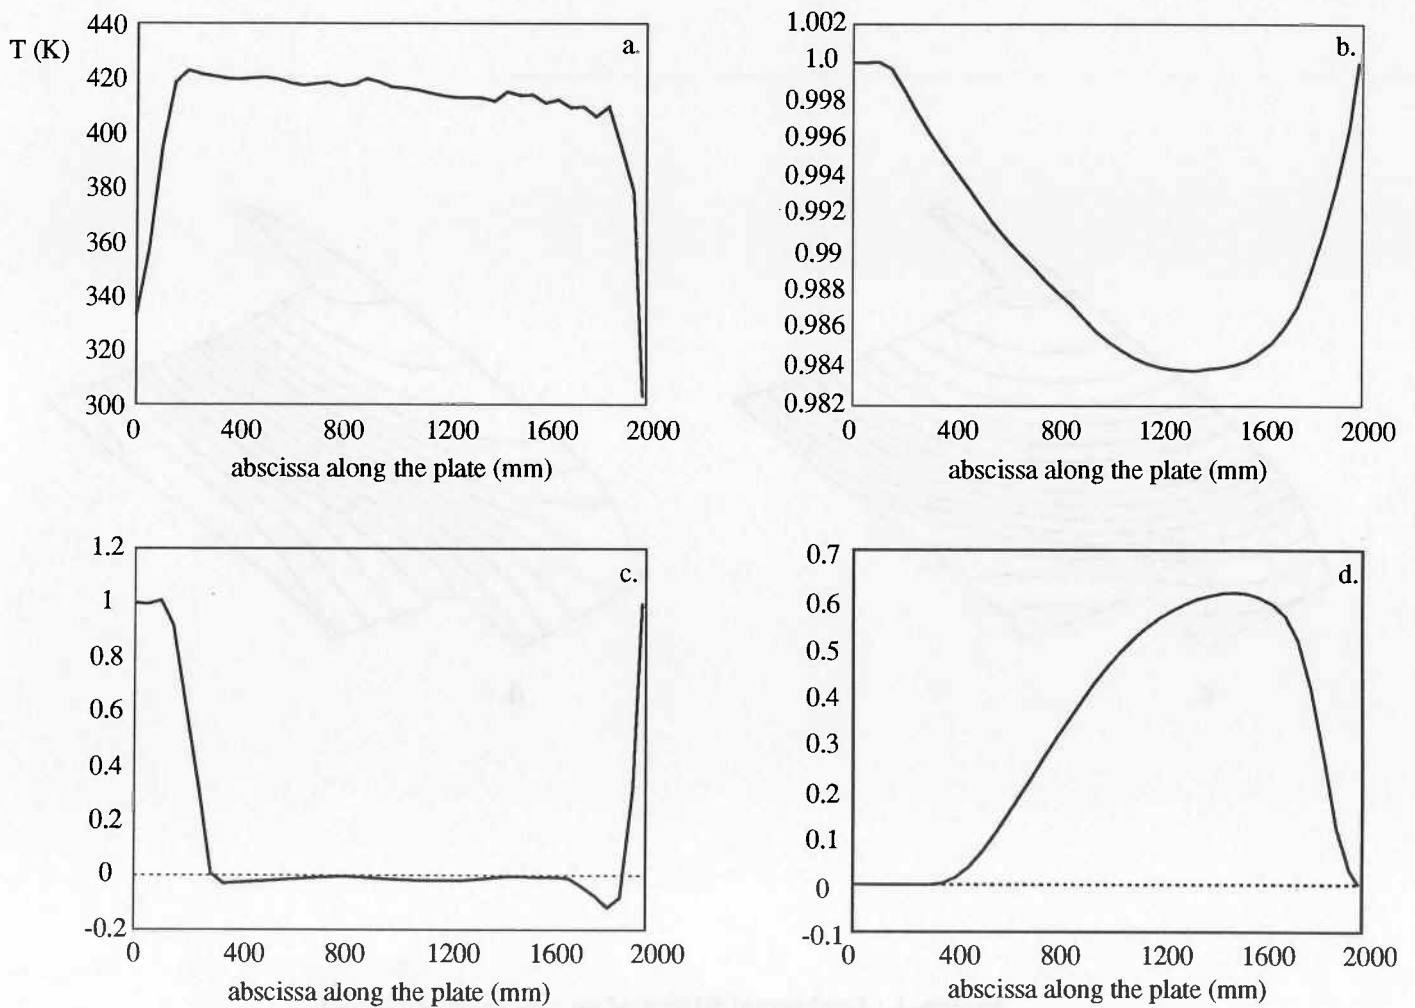 T (K)
440
420
400
380
360
340
320
300
a.
0 400 800 1200 1600 2000
abscissa along the plate (mm)
1.002
1.0
0.998
0.996
0.994
0.992
0.99
0.988
0.986
0.984
0.982
b.
0 400 800 1200 1600 2000
abscissa along the plate (mm)
1.2
1
0.8
0.6
0.4
0.2
0
-0.2
c.
0 400 800 1200 1600 2000
abscissa along the plate (mm)
0.7
0.6
0.5
0.4
0.3
0.2
0.1
0
-0.1
d.
0 400 800 1200 1600 2000
abscissa along the plate (mm)